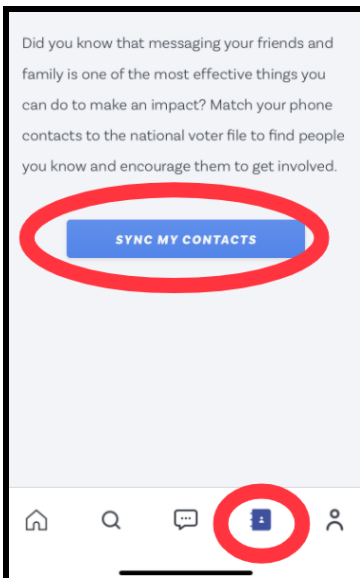 Did you know that messaging your friends and
family is one of the most effective things you
can do to make an impact? Match your phone
contacts to the national voter file to find people
you know and encourage them to get involved.
SYNC MY CONTACTS